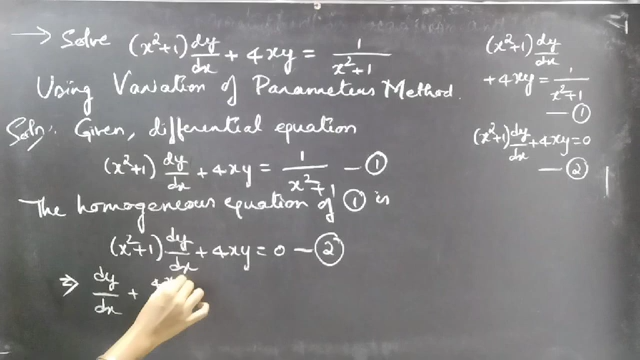 → Solve (x²+1) dy/dx + 4xy = 1/(x²+1)
Using Variation of Parameters Method.
Soln: Given, differential equation
(x²+1) dy/dx + 4xy = 1/(x²+1) — ①
The homogeneous equation of ① is
(x²+1) dy/dx + 4xy = 0 — ②
⇒ dy/dx + 4x
(x²+1) dy/dx
+ 4xy = 1/(x²+1)
— ①
(x²+1) dy/dx + 4xy = 0
— ②